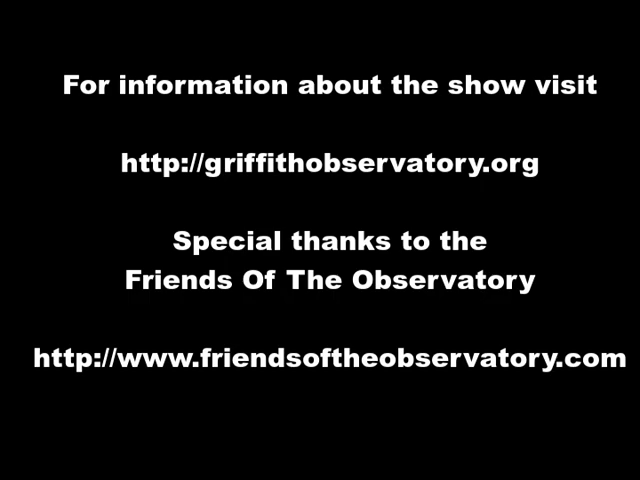 For information about the show visit
http://griffithobservatory.org
Special thanks to the
Friends Of The Observatory
http://www.friendsoftheobservatory.com